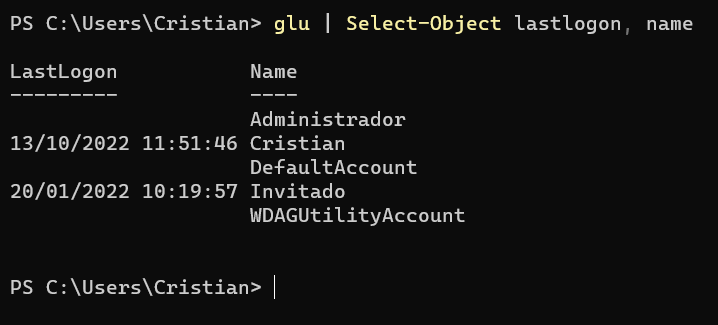 PS C:\Users\Cristian> glu | Select-Object lastlogon, name
LastLogon Name
--------- ----
Administrador
13/10/2022 11:51:46 Cristian
DefaultAccount
20/01/2022 10:19:57 Invitado
WDAGUtilityAccount
PS C:\Users\Cristian>